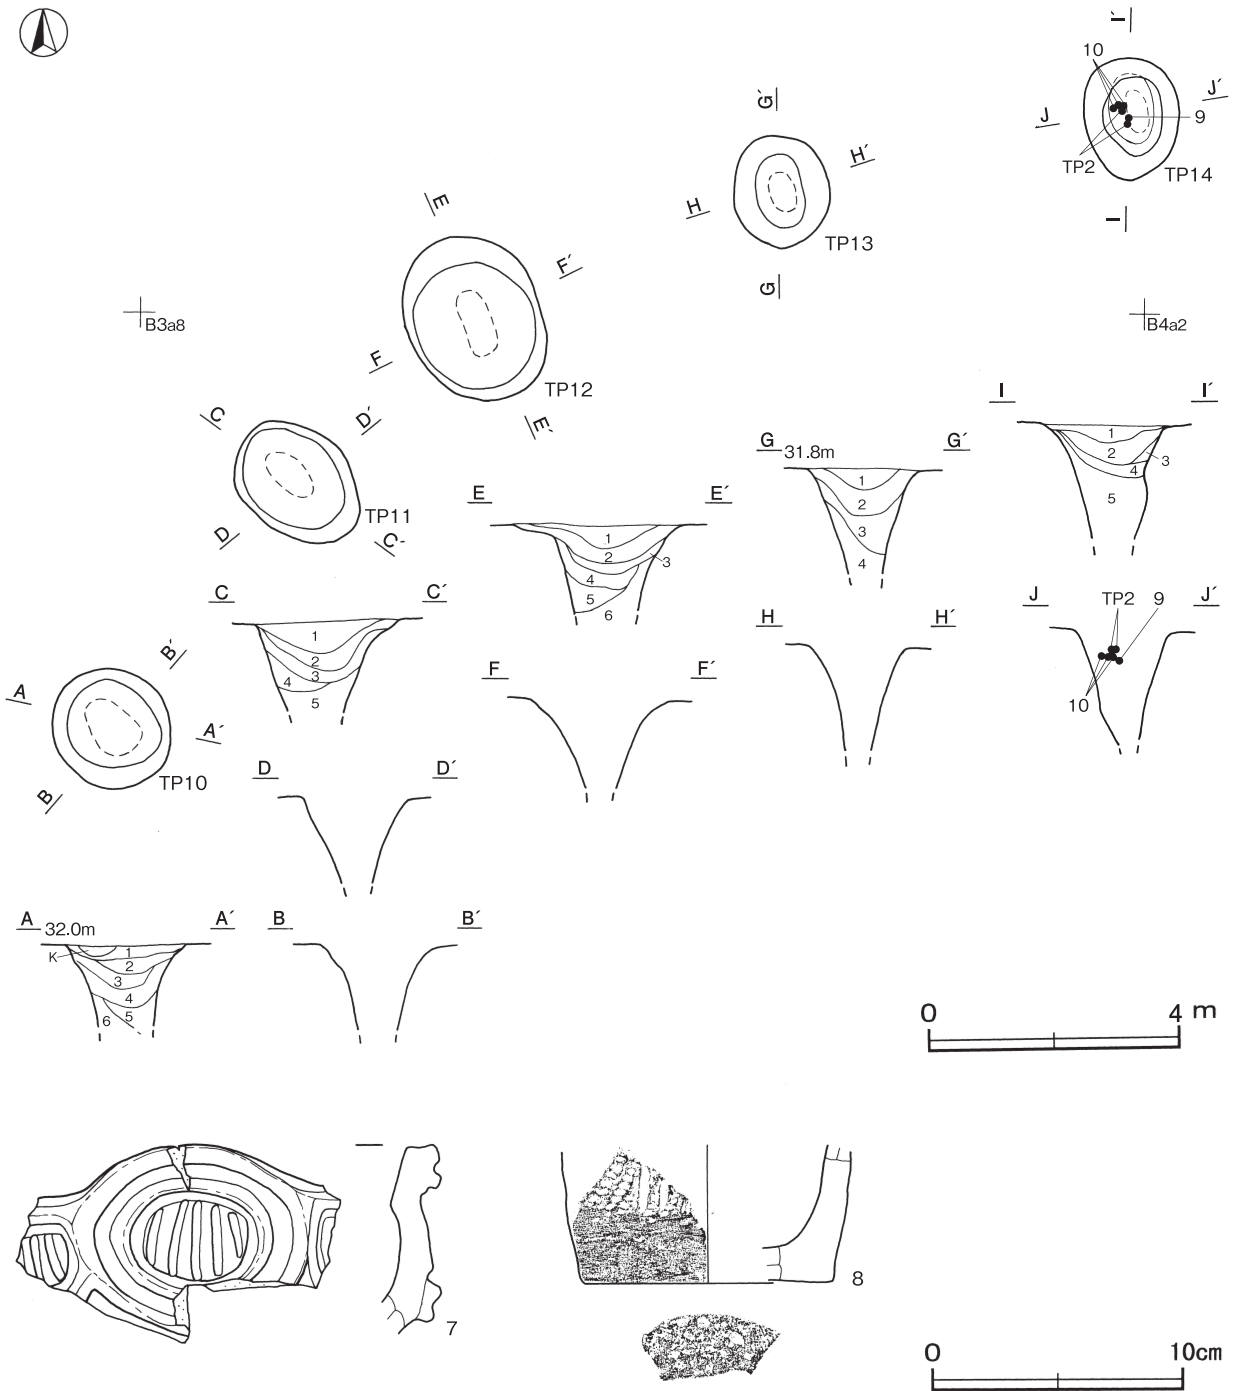 I´
10
J´
J
9
TP2
TP14
I
G´
H´
H
TP13
G
E
F´
F
TP12
E´
B3a8
B4a2
C
D´
TP11
D
C´
B´
A
A´
TP10
B
I
I´
1
2
3
4
5
G 31.8m
G´
1
2
3
4
E
E´
1
2
3
4
5
6
C
C´
1
2
3
4
5
J
TP2
9
J´
10
H
H´
F
F´
D
D´
A 32.0m
A´
K
1
2
3
4
5
6
B
B´
0
4 m
7
8
0
10cm